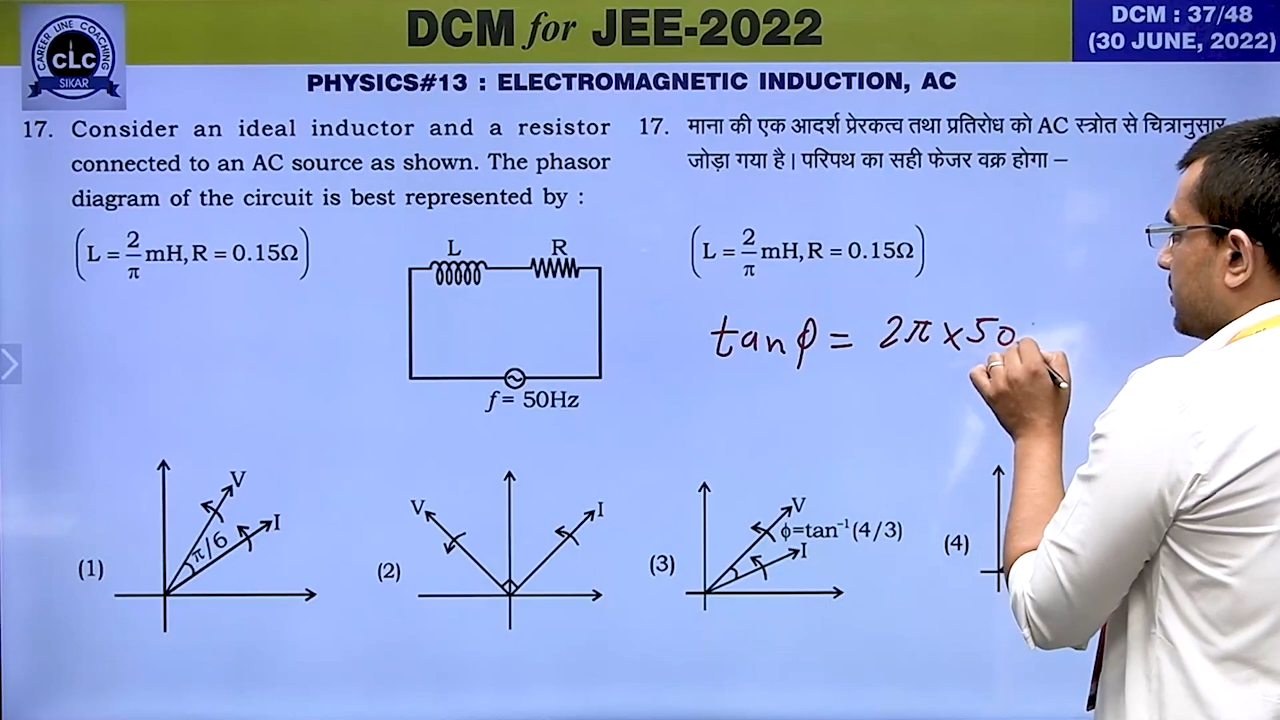 DCM for JEE-2022
DCM : 37/48
(30 JUNE, 2022)
CAREER LINE COACHING
CLC
SIKAR
PHYSICS#13 : ELECTROMAGNETIC INDUCTION, AC
17. Consider an ideal inductor and a resistor
connected to an AC source as shown. The phasor
diagram of the circuit is best represented by :
(L = 2/π mH, R = 0.15Ω)
L R
f = 50Hz
17. माना की एक आदर्श प्रेरकत्व तथा प्रतिरोध को AC स्त्रोत से चित्रानुसार
जोड़ा गया है। परिपथ का सही फेजर वक्र होगा –
(L = 2/π mH, R = 0.15Ω)
tanφ = 2π×50
(1) V I π/6
(2) V I
(3) V I ϕ=tan⁻¹(4/3)
(4)